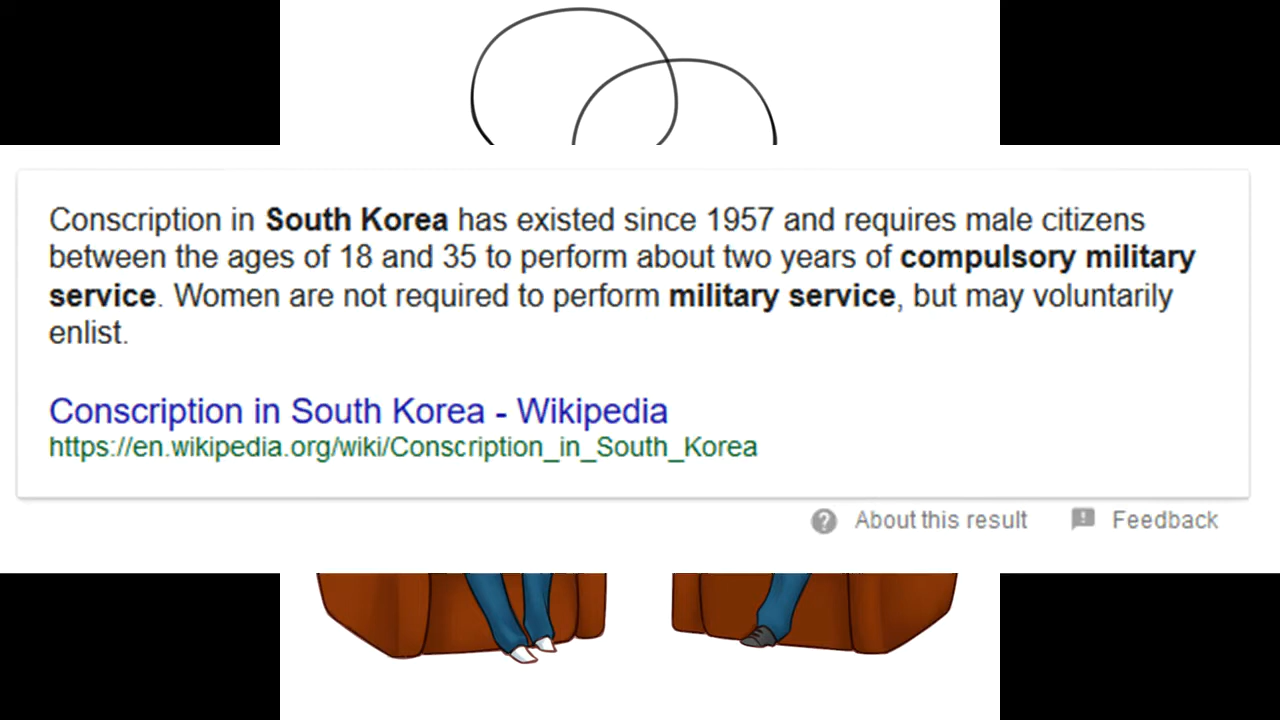 Conscription in South Korea has existed since 1957 and requires male citizens
between the ages of 18 and 35 to perform about two years of compulsory military
service. Women are not required to perform military service, but may voluntarily
enlist.
Conscription in South Korea - Wikipedia
https://en.wikipedia.org/wiki/Conscription_in_South_Korea
About this result Feedback